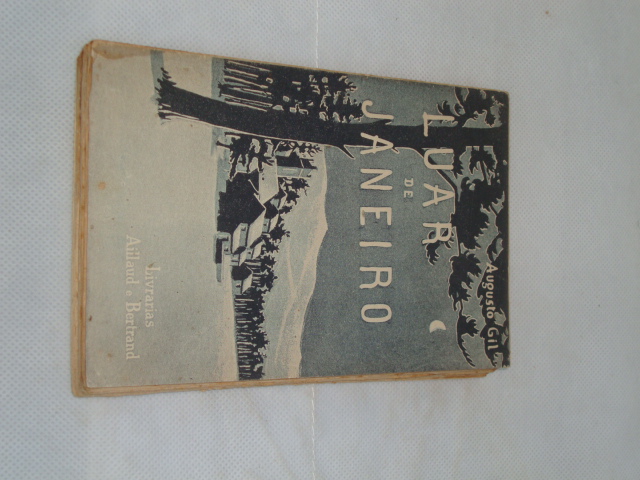 Augusto Gil
LUAR
DE
JANEIRO
Livrarias
Aillaud e Bertrand